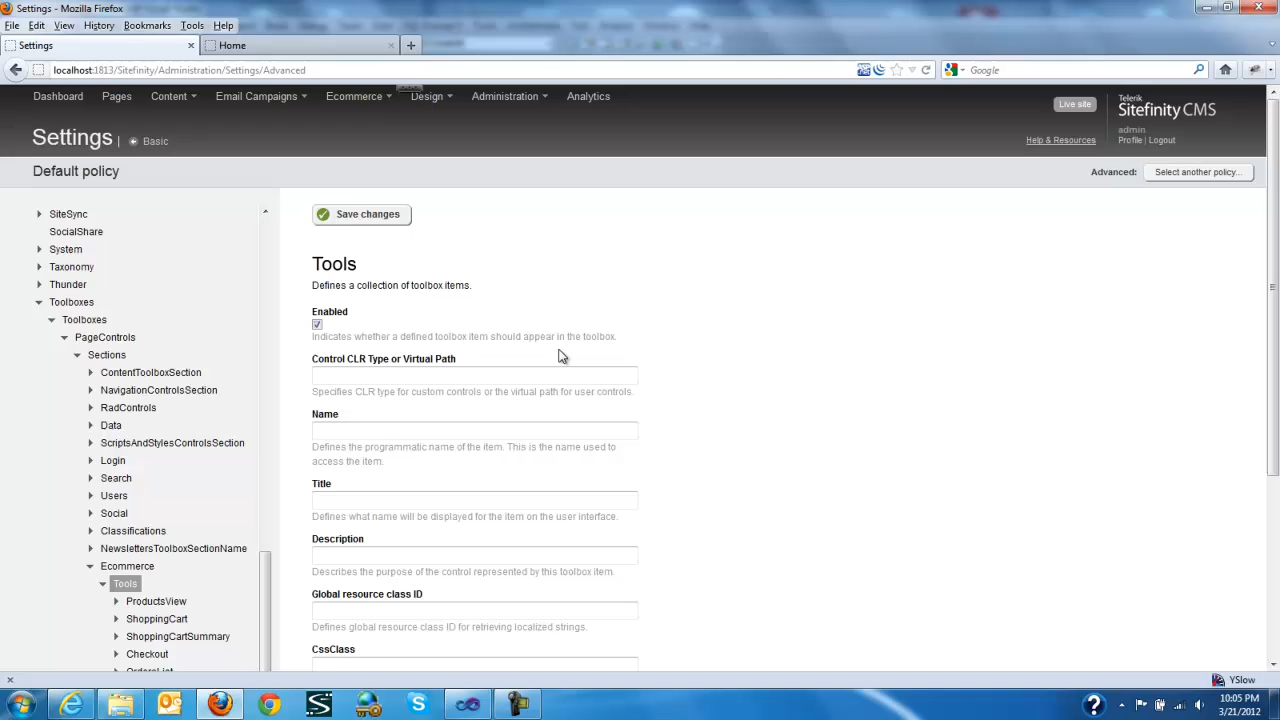 Settings - Mozilla Firefox
File Edit View History Bookmarks Tools Help
Settings
Home
localhost:1813/Sitefinity/Administration/Settings/Advanced
Google
Dashboard Pages Content Email Campaigns Ecommerce Design Administration Analytics
Live site
Telerik
Sitefinity CMS
Settings | Basic
admin
Help & Resources
Profile | Logout
Default policy
Advanced: Select another policy...
SiteSync
SocialShare
System
Taxonomy
Thunder
Toolboxes
Toolboxes
PageControls
Sections
ContentToolboxSection
NavigationControlsSection
RadControls
Data
ScriptsAndStylesControlsSection
Login
Search
Users
Social
Classifications
NewslettersToolboxSectionName
Ecommerce
Tools
ProductsView
ShoppingCart
ShoppingCartSummary
Checkout
OrdersList
Save changes
Tools
Defines a collection of toolbox items.
Enabled
Indicates whether a defined toolbox item should appear in the toolbox.
Control CLR Type or Virtual Path
Specifies CLR type for custom controls or the virtual path for user controls.
Name
Defines the programmatic name of the item. This is the name used to
access the item.
Title
Defines what name will be displayed for the item on the user interface.
Description
Describes the purpose of the control represented by this toolbox item.
Global resource class ID
Defines global resource class ID for retrieving localized strings.
CssClass
YSlow
10:05 PM
3/21/2012